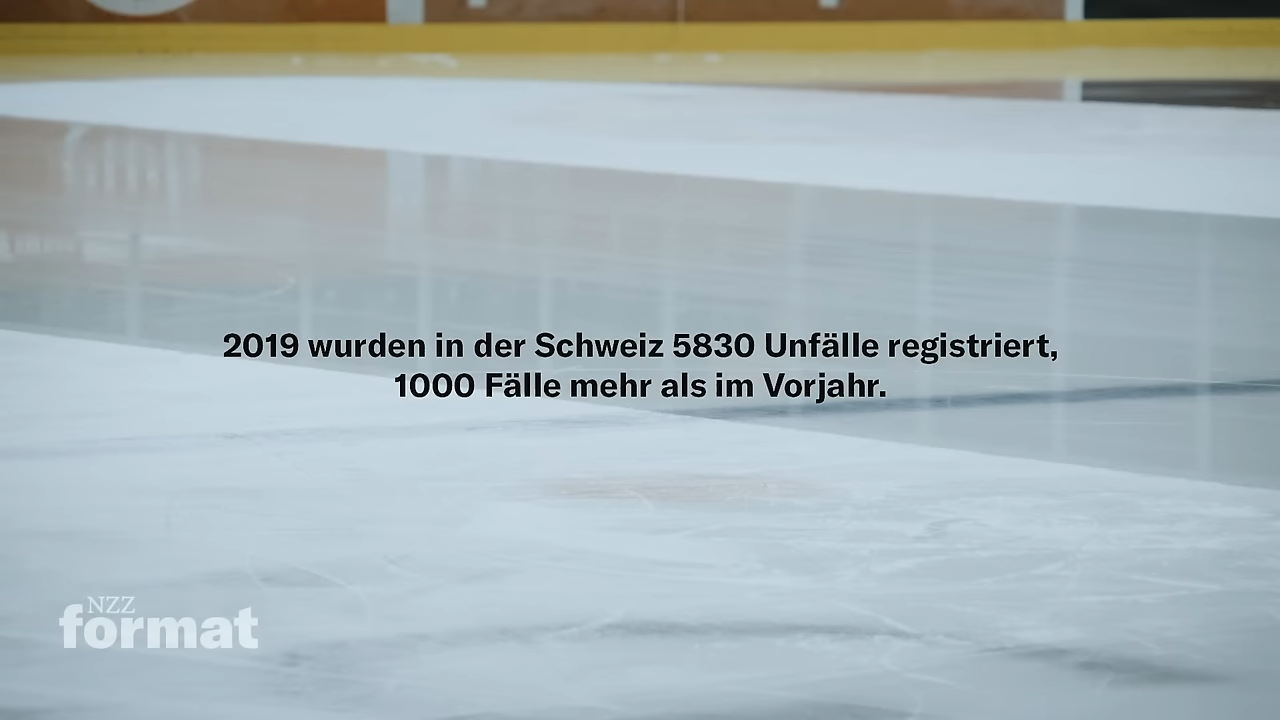 2019 wurden in der Schweiz 5830 Unfälle registriert,
1000 Fälle mehr als im Vorjahr.
NZZ
format